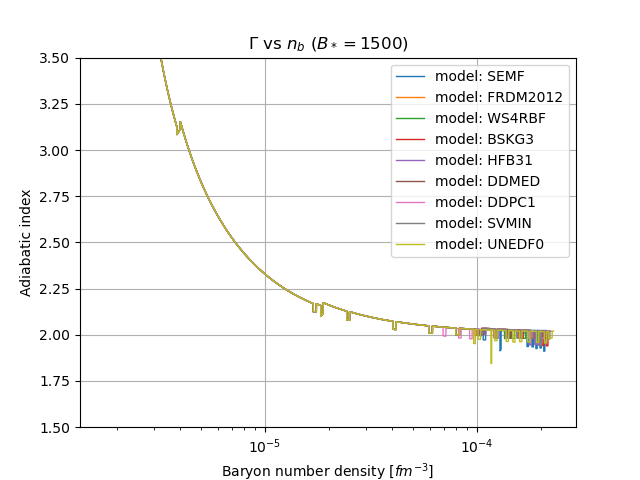 Γ vs n_b (B_* = 1500)
3.50
3.25
3.00
2.75
2.50
2.25
2.00
1.75
1.50
Adiabatic index
model: SEMF
model: FRDM2012
model: WS4RBF
model: BSKG3
model: HFB31
model: DDMED
model: DDPC1
model: SVMIN
model: UNEDF0
10^{-5}
10^{-4}
Baryon number density [fm^{-3}]